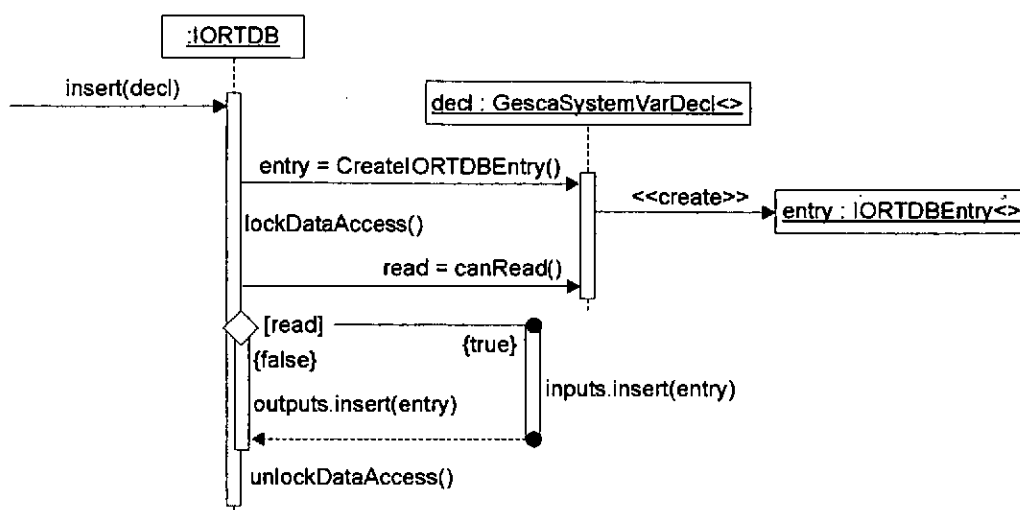 :IORTDB
insert(decl)
decl : GescaSystemVarDecl<>
entry = CreateIORTDBEntry()
<<create>>
entry : IORTDBEntry<>
lockDataAccess()
read = canRead()
[read]
{true}
{false}
inputs.insert(entry)
outputs.insert(entry)
unlockDataAccess()